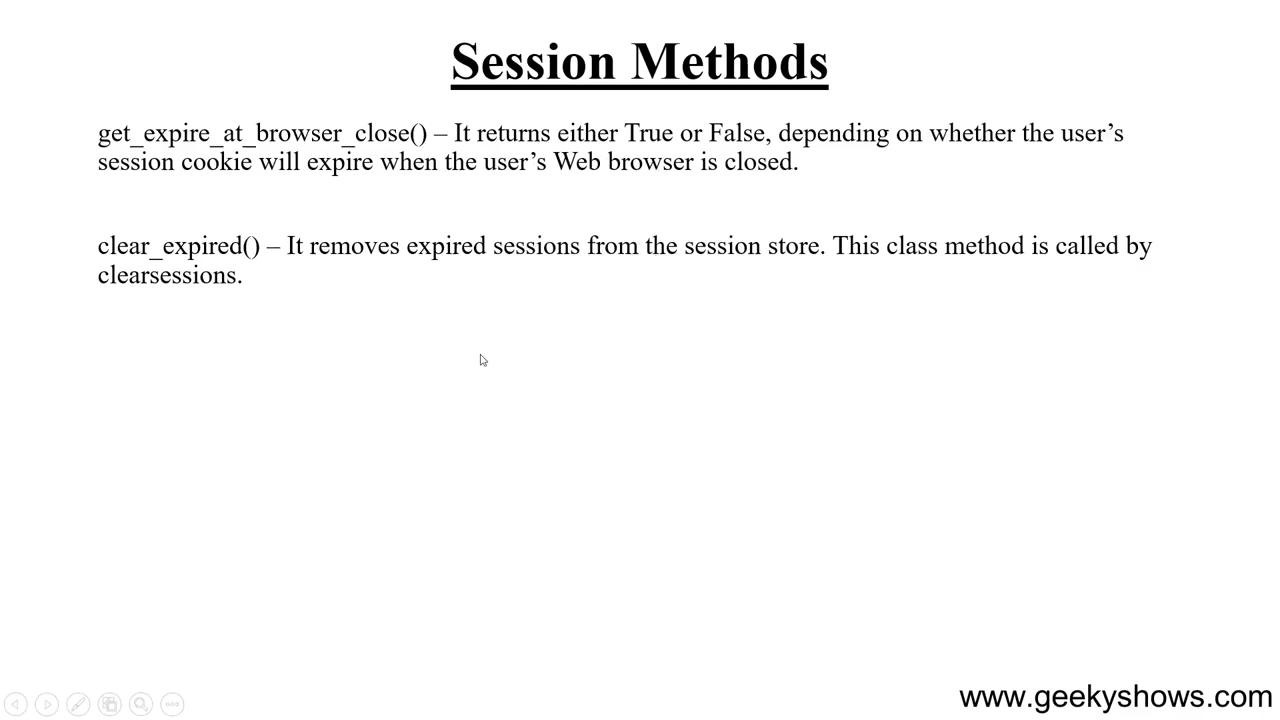 Session Methods
get_expire_at_browser_close() – It returns either True or False, depending on whether the user’s
session cookie will expire when the user’s Web browser is closed.
clear_expired() – It removes expired sessions from the session store. This class method is called by
clearsessions.
www.geekyshows.com